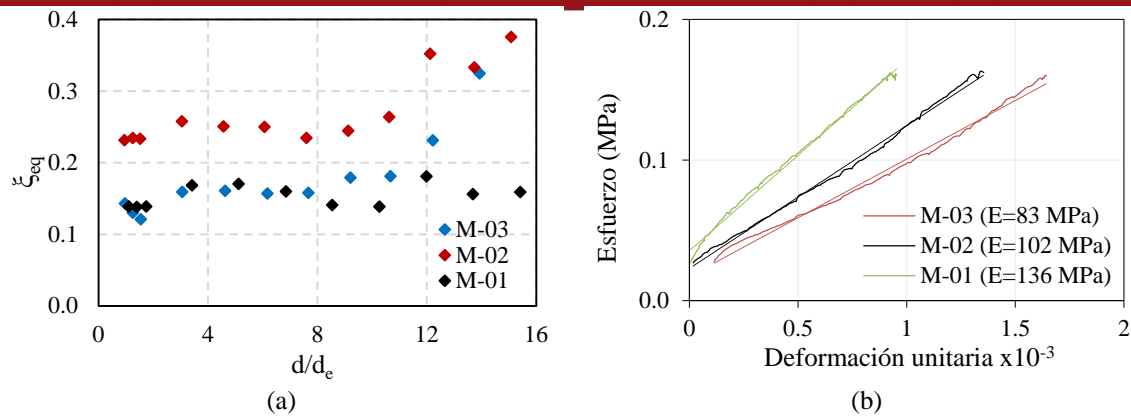 0.4
0.3
0.2
0.1
0.0
ξeq
0 4 8 12 16
d/de
M-03
M-02
M-01
(a)
0.2
0.1
0.0
Esfuerzo (MPa)
0 0.5 1 1.5 2
Deformación unitaria x10-3
M-03 (E=83 MPa)
M-02 (E=102 MPa)
M-01 (E=136 MPa)
(b)